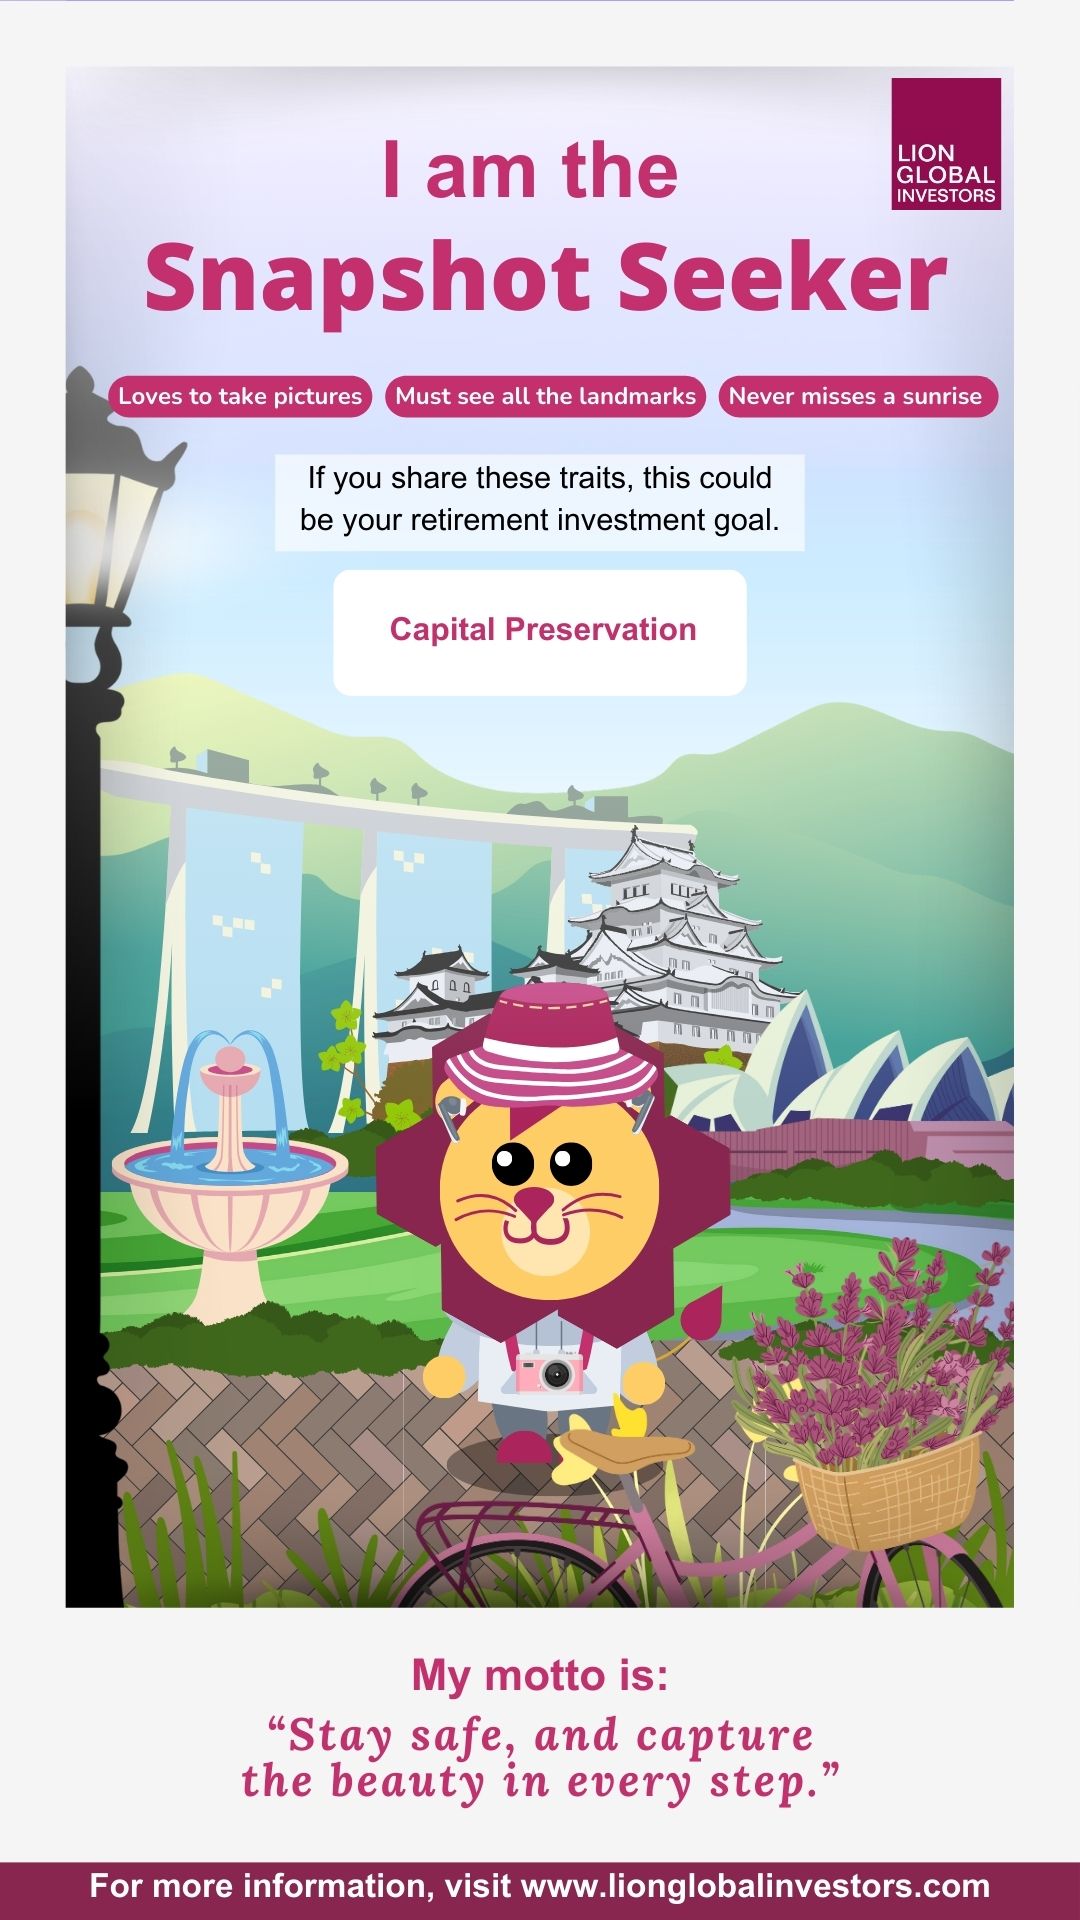 LION
GLOBAL
INVESTORS
I am the
Snapshot Seeker
Loves to take pictures
Must see all the landmarks
Never misses a sunrise
If you share these traits, this could
be your retirement investment goal.
Capital Preservation
My motto is:
“Stay safe, and capture
the beauty in every step.”
For more information, visit www.lionglobalinvestors.com